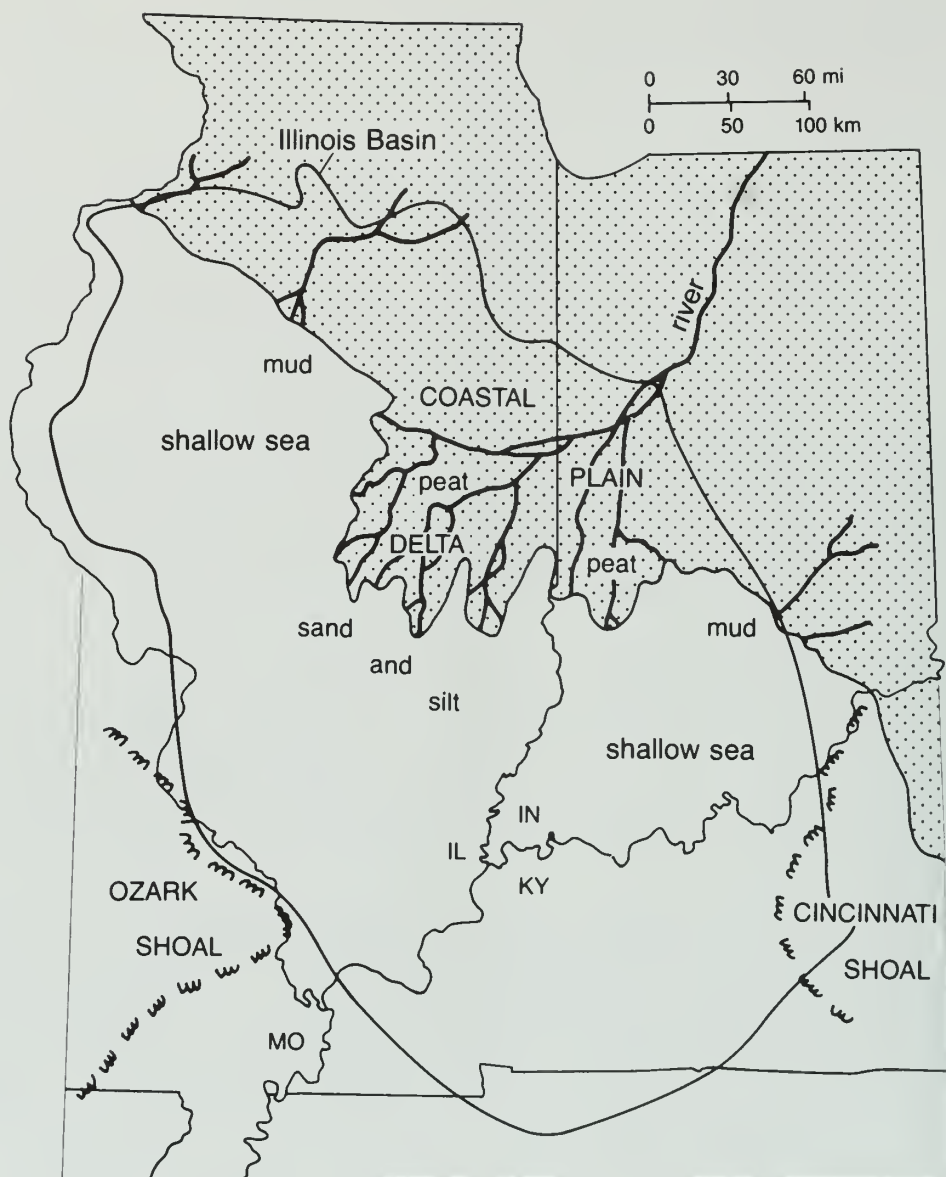 0 30 60 mi
0 50 100 km
Illinois Basin
river
mud
COASTAL
shallow sea
peat
PLAIN
DELTA
peat
sand
mud
and
silt
shallow sea
IN
IL
KY
OZARK
CINCINNATI
SHOAL
SHOAL
MO